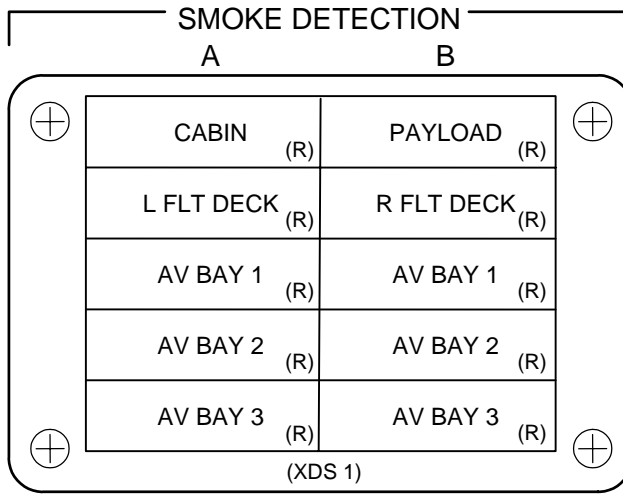 SMOKE DETECTION
A B
CABIN (R) PAYLOAD (R)
L FLT DECK (R) R FLT DECK (R)
AV BAY 1 (R) AV BAY 1 (R)
AV BAY 2 (R) AV BAY 2 (R)
AV BAY 3 (R) AV BAY 3 (R)
(XDS 1)